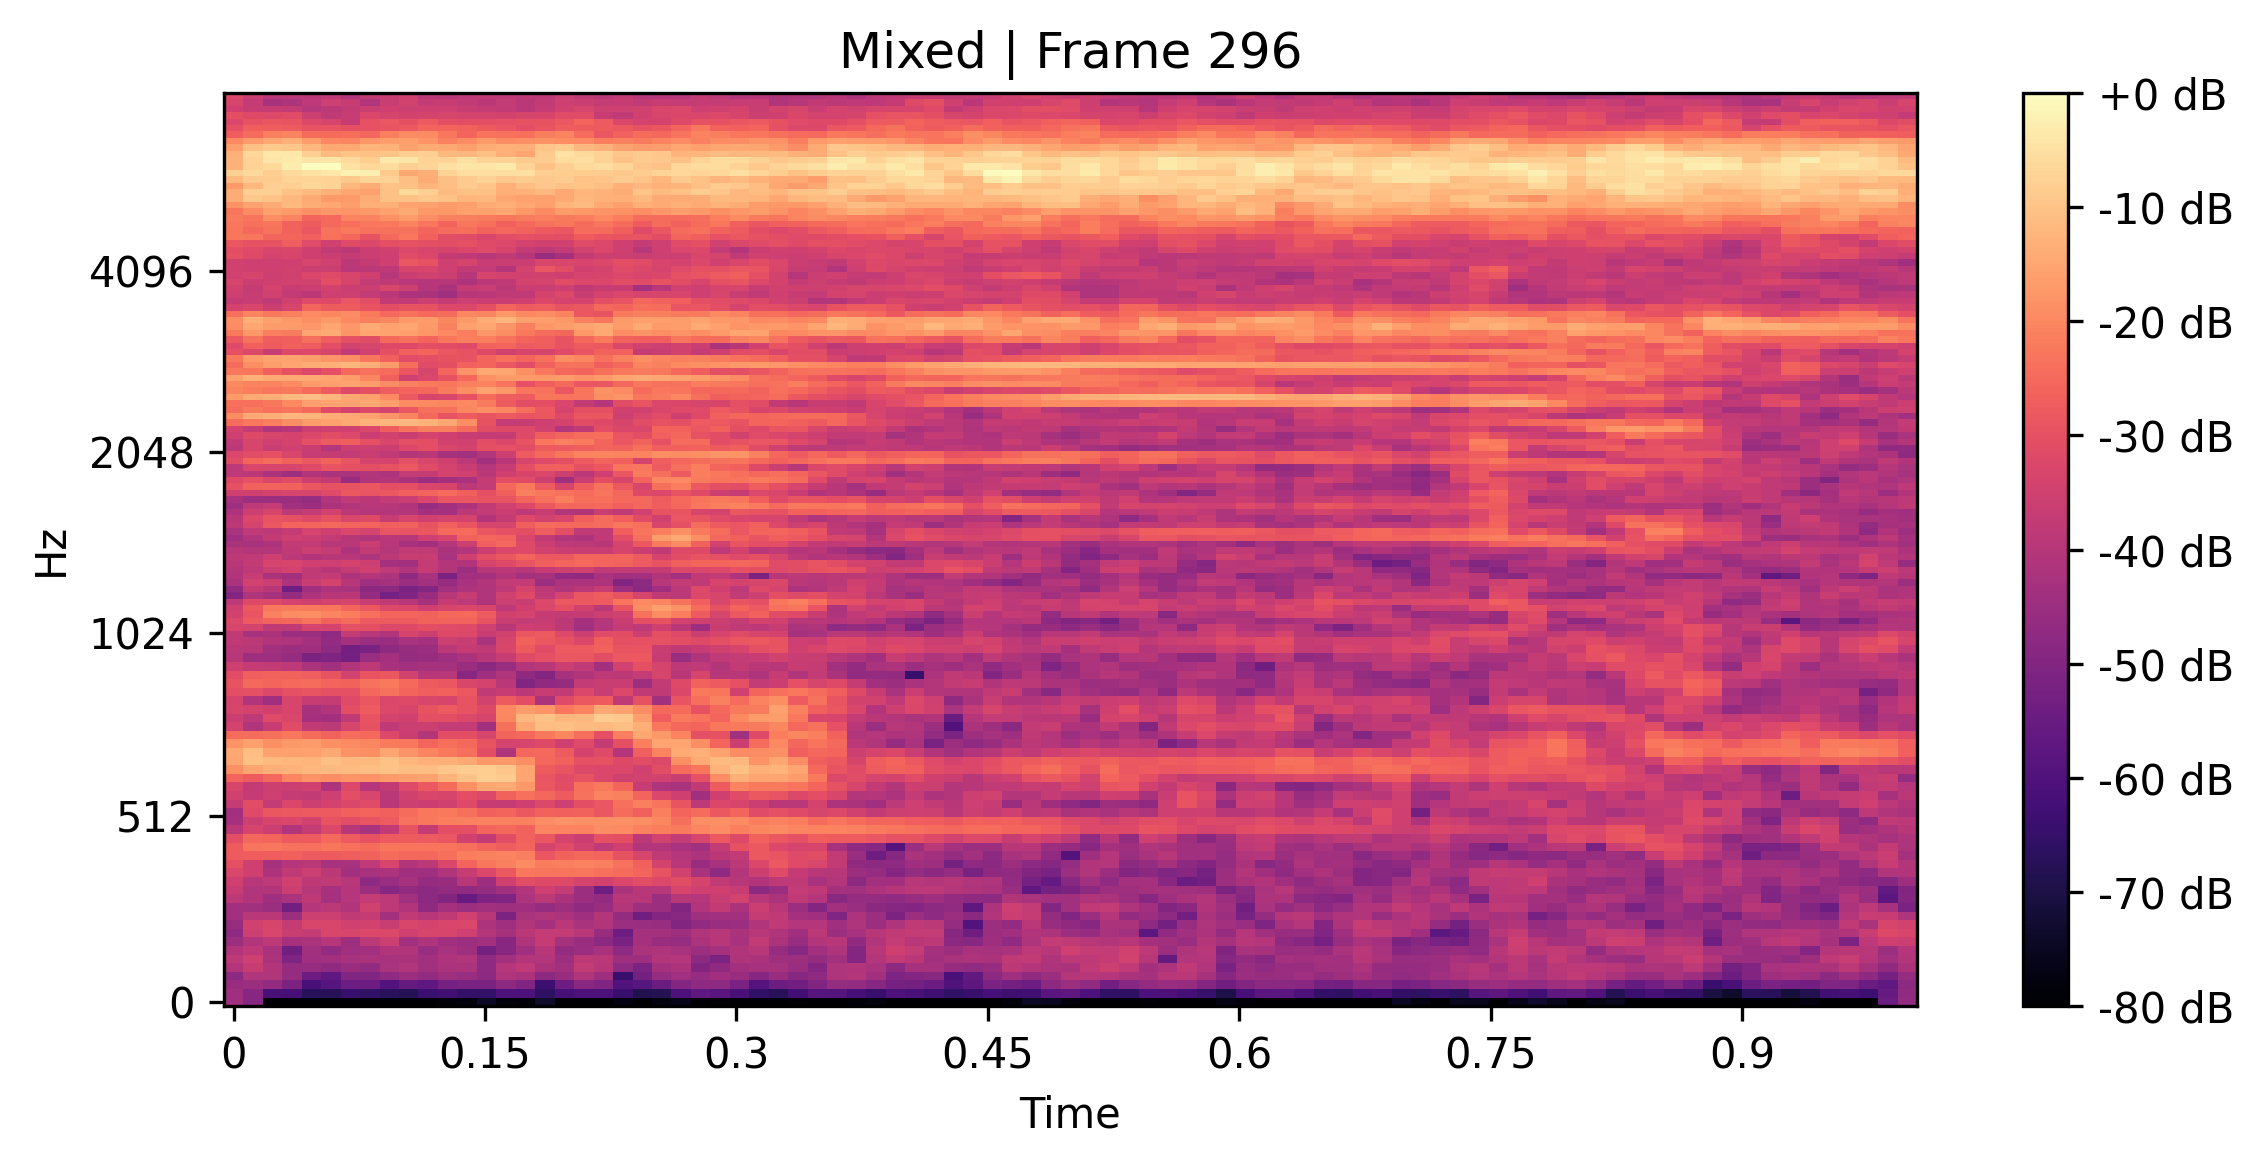 Mixed | Frame 296
Hz
4096
2048
1024
512
0
0 0.15 0.3 0.45 0.6 0.75 0.9
Time
+0 dB
-10 dB
-20 dB
-30 dB
-40 dB
-50 dB
-60 dB
-70 dB
-80 dB